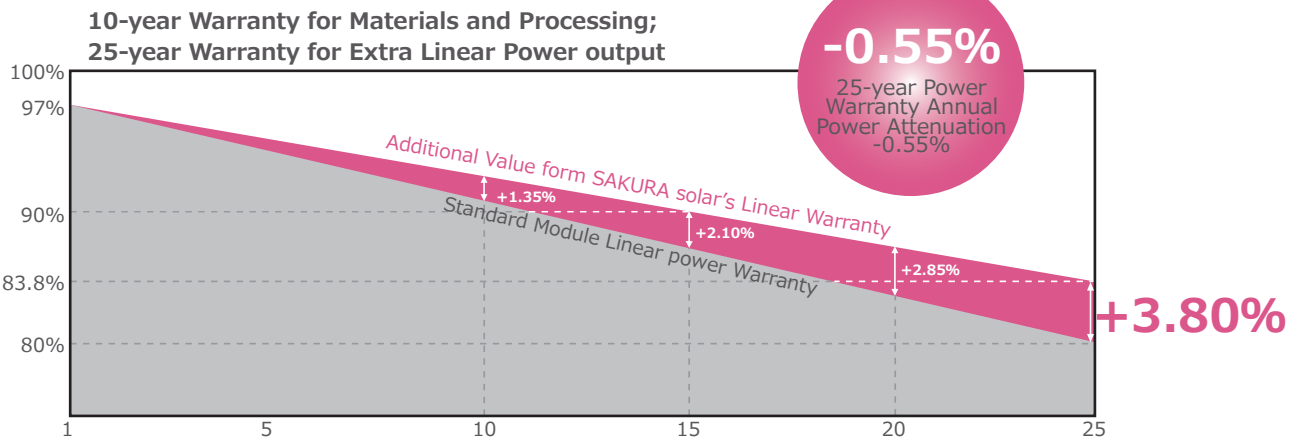 10-year Warranty for Materials and Processing;
25-year Warranty for Extra Linear Power output
-0.55%
25-year Power
Warranty Annual
Power Attenuation
-0.55%
100%
97%
90%
83.8%
80%
Additional Value form SAKURA solar's Linear Warranty
Standard Module Linear power Warranty
+1.35%
+2.10%
+2.85%
+3.80%
1
5
10
15
20
25